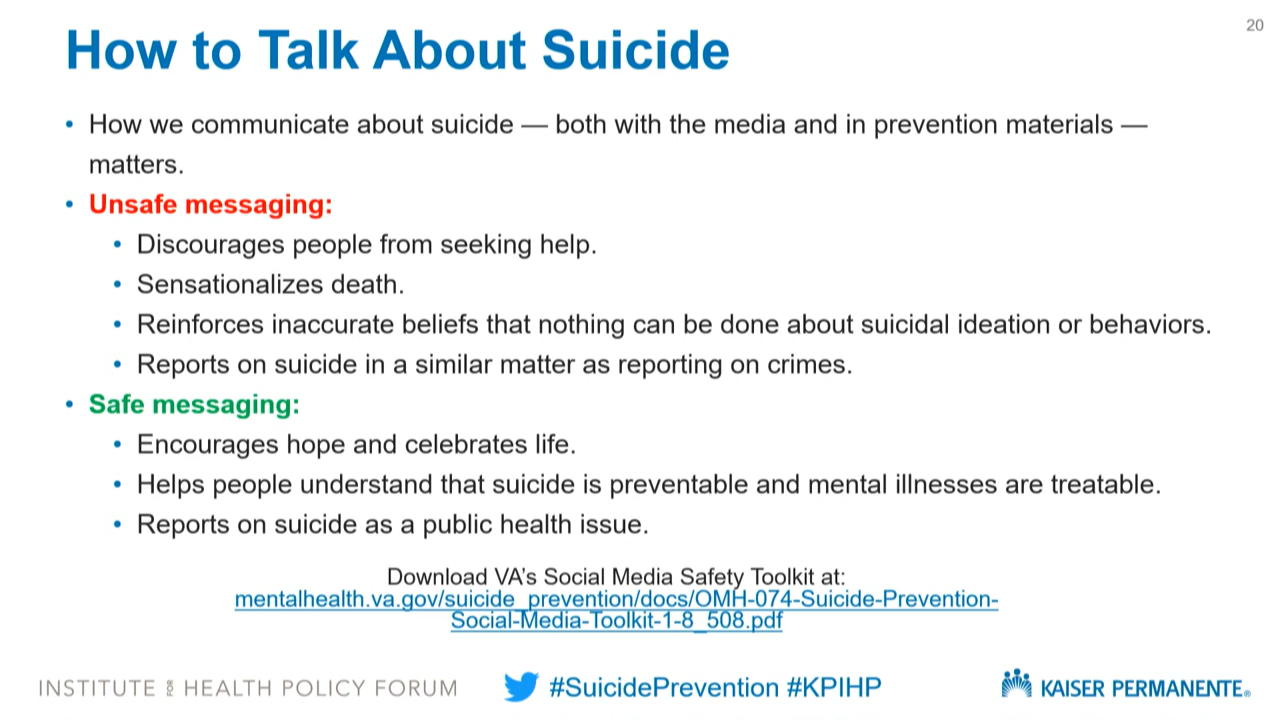 20
How to Talk About Suicide
• How we communicate about suicide — both with the media and in prevention materials —
matters.
• Unsafe messaging:
• Discourages people from seeking help.
• Sensationalizes death.
• Reinforces inaccurate beliefs that nothing can be done about suicidal ideation or behaviors.
• Reports on suicide in a similar matter as reporting on crimes.
• Safe messaging:
• Encourages hope and celebrates life.
• Helps people understand that suicide is preventable and mental illnesses are treatable.
• Reports on suicide as a public health issue.
Download VA’s Social Media Safety Toolkit at:
mentalhealth.va.gov/suicide_prevention/docs/OMH-074-Suicide-Prevention-
Social-Media-Toolkit-1-8_508.pdf
INSTITUTE FOR HEALTH POLICY FORUM
#SuicidePrevention #KPIHP
KAISER PERMANENTE®